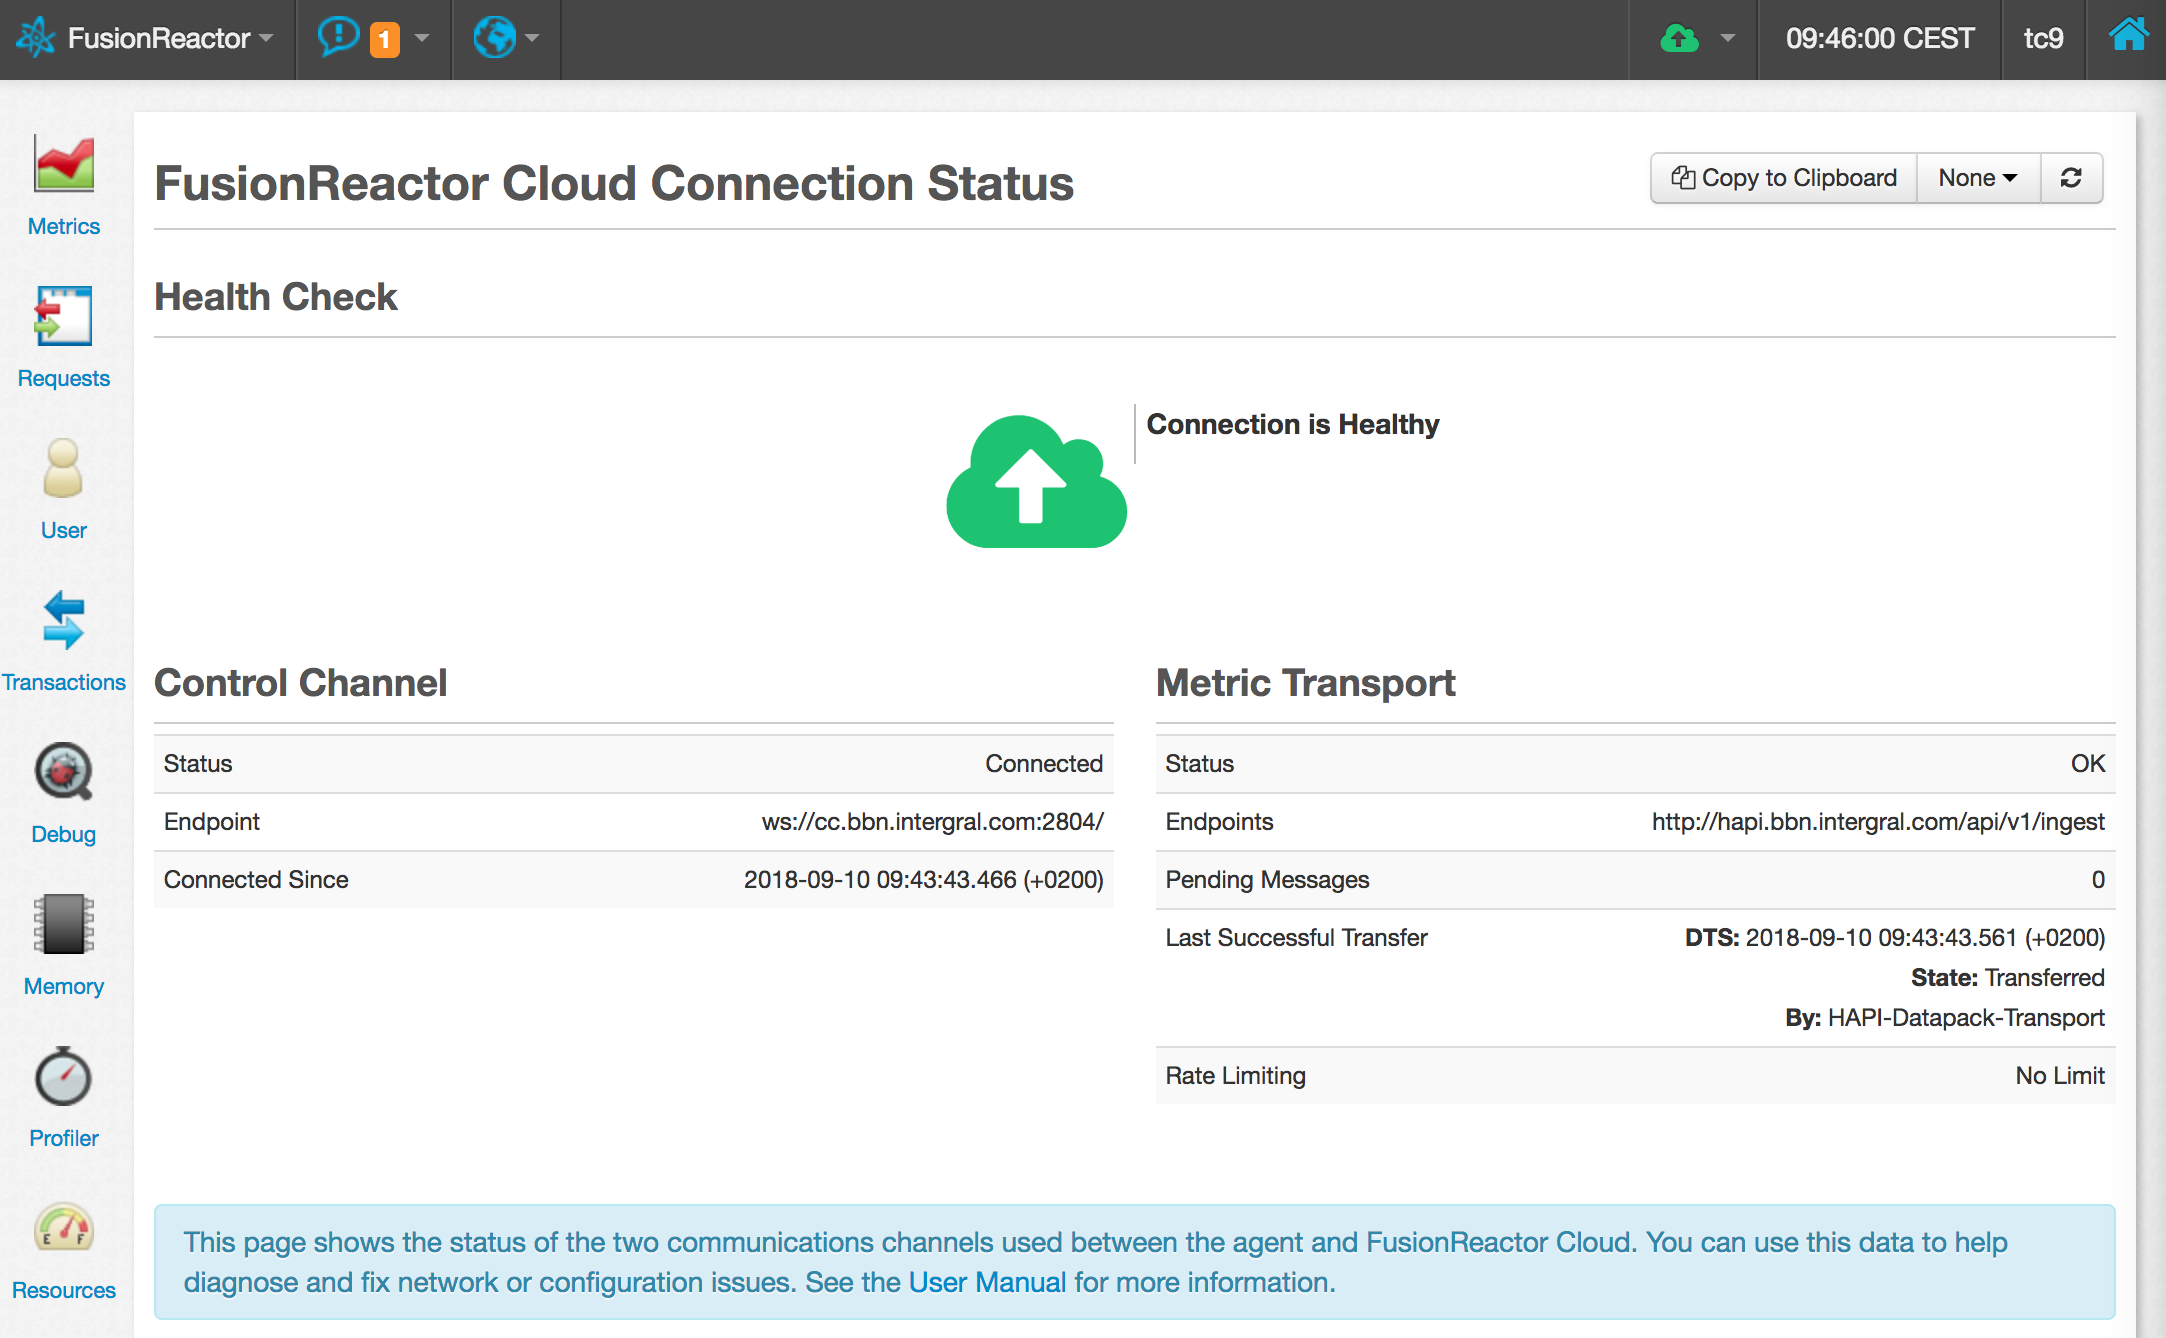 FusionReactor
1
09:46:00 CEST
tc9
Metrics
Requests
User
Transactions
Debug
Memory
Profiler
Resources
FusionReactor Cloud Connection Status
Copy to Clipboard
None
Health Check
Connection is Healthy
Control Channel
Status Connected
Endpoint ws://cc.bbn.intergral.com:2804/
Connected Since 2018-09-10 09:43:43.466 (+0200)
Metric Transport
Status OK
Endpoints http://hapi.bbn.intergral.com/api/v1/ingest
Pending Messages 0
Last Successful Transfer DTS: 2018-09-10 09:43:43.561 (+0200)
State: Transferred
By: HAPI-Datapack-Transport
Rate Limiting No Limit
This page shows the status of the two communications channels used between the agent and FusionReactor Cloud. You can use this data to help
diagnose and fix network or configuration issues. See the User Manual for more information.